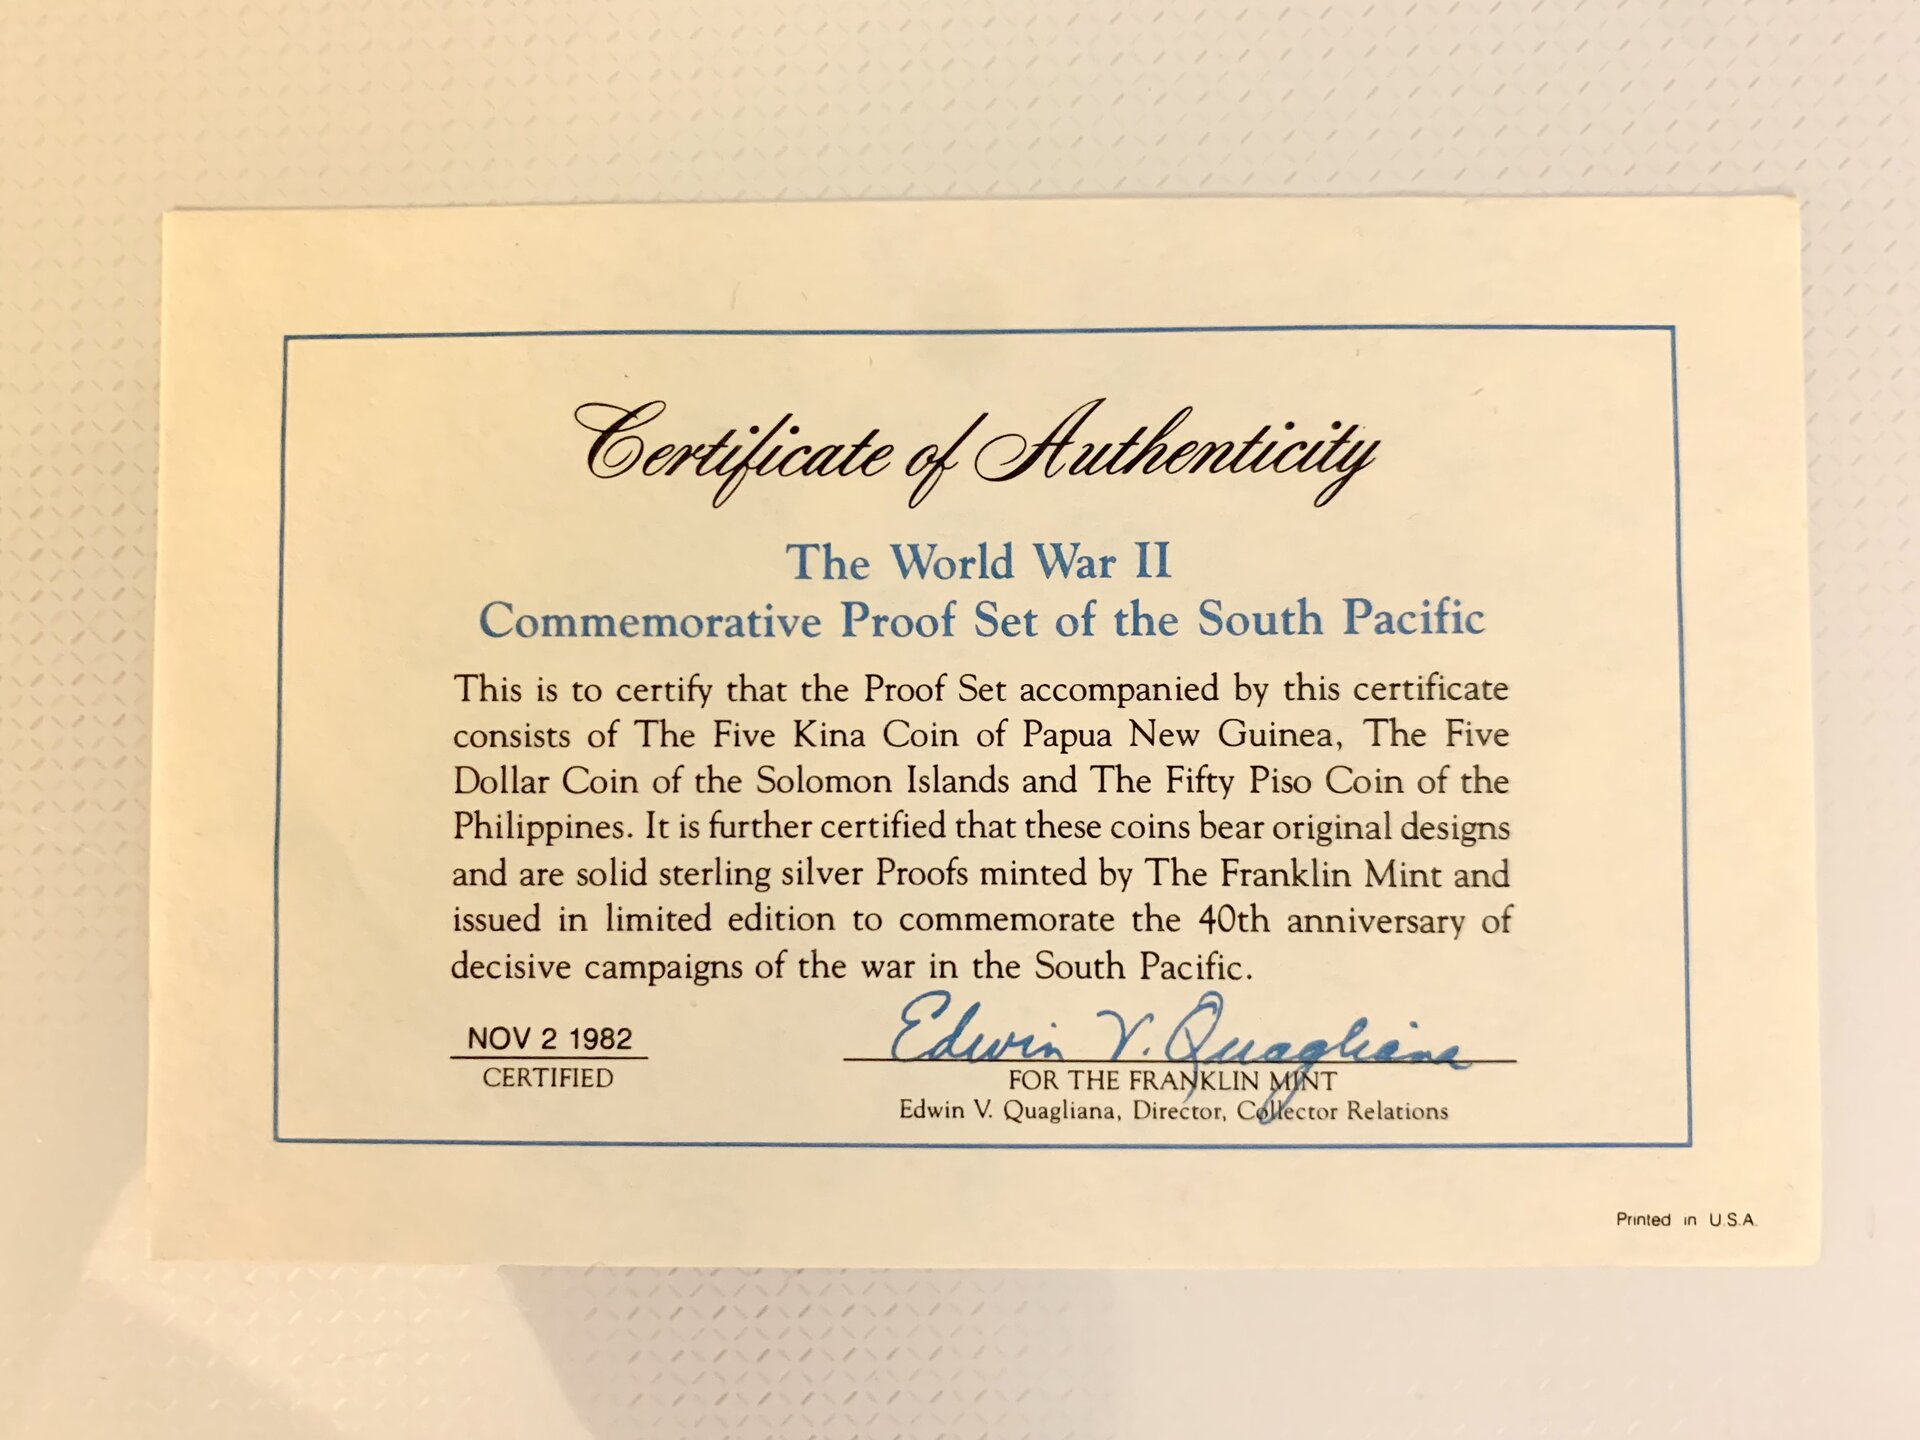 Certificate of Authenticity
The World War II
Commemorative Proof Set of the South Pacific
This is to certify that the Proof Set accompanied by this certificate
consists of The Five Kina Coin of Papua New Guinea, The Five
Dollar Coin of the Solomon Islands and The Fifty Piso Coin of the
Philippines. It is further certified that these coins bear original designs
and are solid sterling silver Proofs minted by The Franklin Mint and
issued in limited edition to commemorate the 40th anniversary of
decisive campaigns of the war in the South Pacific.
NOV 2 1982
CERTIFIED
Edwin V. Quagliana
FOR THE FRANKLIN MINT
Edwin V. Quagliana, Director, Collector Relations
Printed in U.S.A.